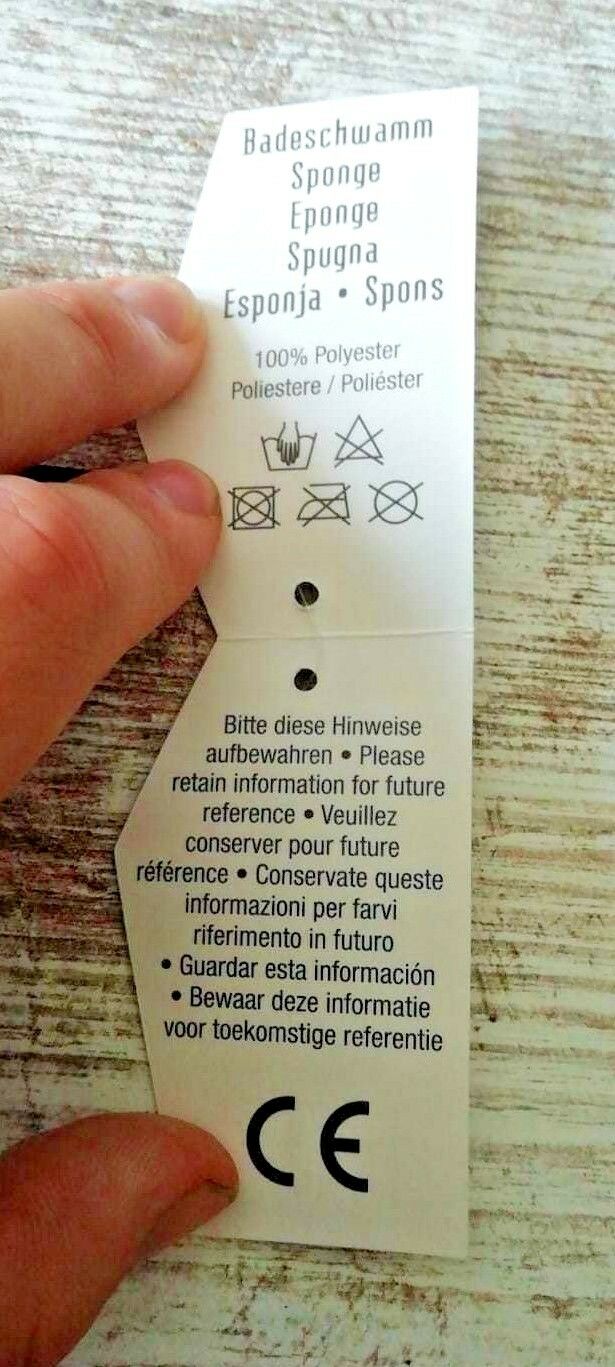 Badeschwamm
Sponge
Eponge
Spugna
Esponja • Spons
100% Polyester
Poliestere / Poliéster
Bitte diese Hinweise
aufbewahren • Please
retain information for future
reference • Veuillez
conserver pour future
référence • Conservate queste
informazioni per farvi
riferimento in futuro
• Guardar esta información
• Bewaar deze informatie
voor toekomstige referentie
CE